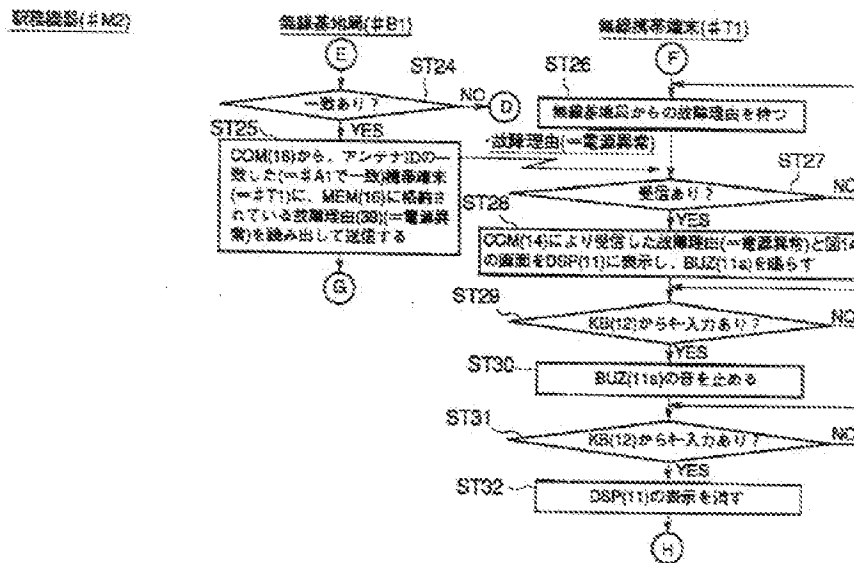 駅務機器(#M2)
無線基地局(#B1)
無線携帯端末(#T1)
E
F
ST24
ST26
一致あり?
NO
D
無線基地局からの故障理由を待つ
YES
ST25
故障理由(=電源異常)
COM(18)から、アンテナIDの一
致した(=#A1で一致)携帯端末
(=#T1)に、MEM(16)に格納さ
れている故障理由(38)(=電源異
常)を読み出して送信する
ST27
受信あり?
NO
YES
ST28
COM(14)により受信した故障理由(=電源異常)と図14
の画面をDSP(11)に表示し、BUZ(11a)を鳴らす
G
ST29
KB(12)からキー入力あり?
NO
YES
ST30
BUZ(11a)の音を止める
ST31
KB(12)からキー入力あり?
NO
YES
ST32
DSP(11)の表示を消す
H